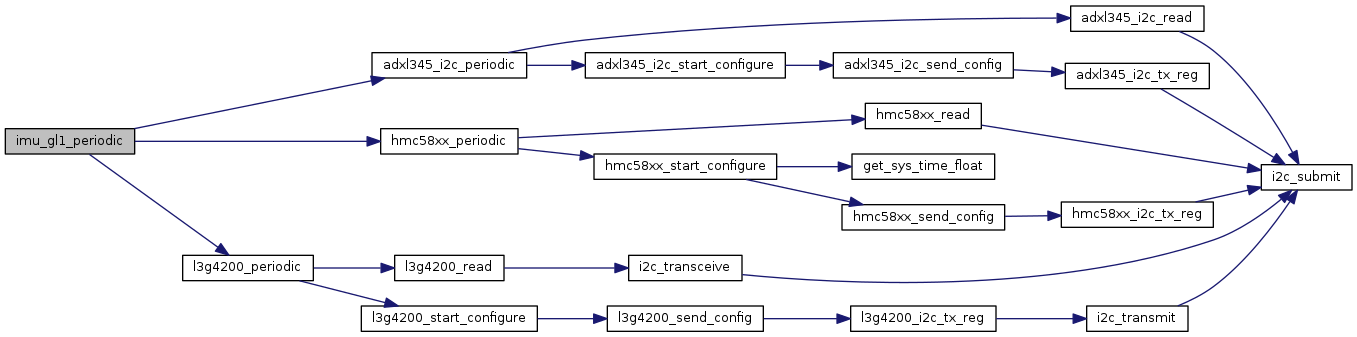 imu_gl1_periodic
adxl345_i2c_periodic
adxl345_i2c_read
adxl345_i2c_start_configure
adxl345_i2c_send_config
adxl345_i2c_tx_reg
hmc58xx_periodic
hmc58xx_read
hmc58xx_start_configure
get_sys_time_float
hmc58xx_send_config
hmc58xx_i2c_tx_reg
i2c_submit
l3g4200_periodic
l3g4200_read
i2c_transceive
l3g4200_start_configure
l3g4200_send_config
l3g4200_i2c_tx_reg
i2c_transmit